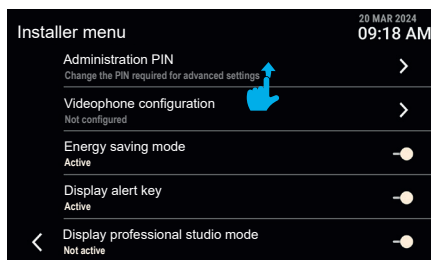 20 MAR 2024
Installer menu
09:18 AM
Administration PIN
Change the PIN required for advanced settings
Videophone configuration
Not configured
Energy saving mode
Active
Display alert key
Active
Display professional studio mode
Not active